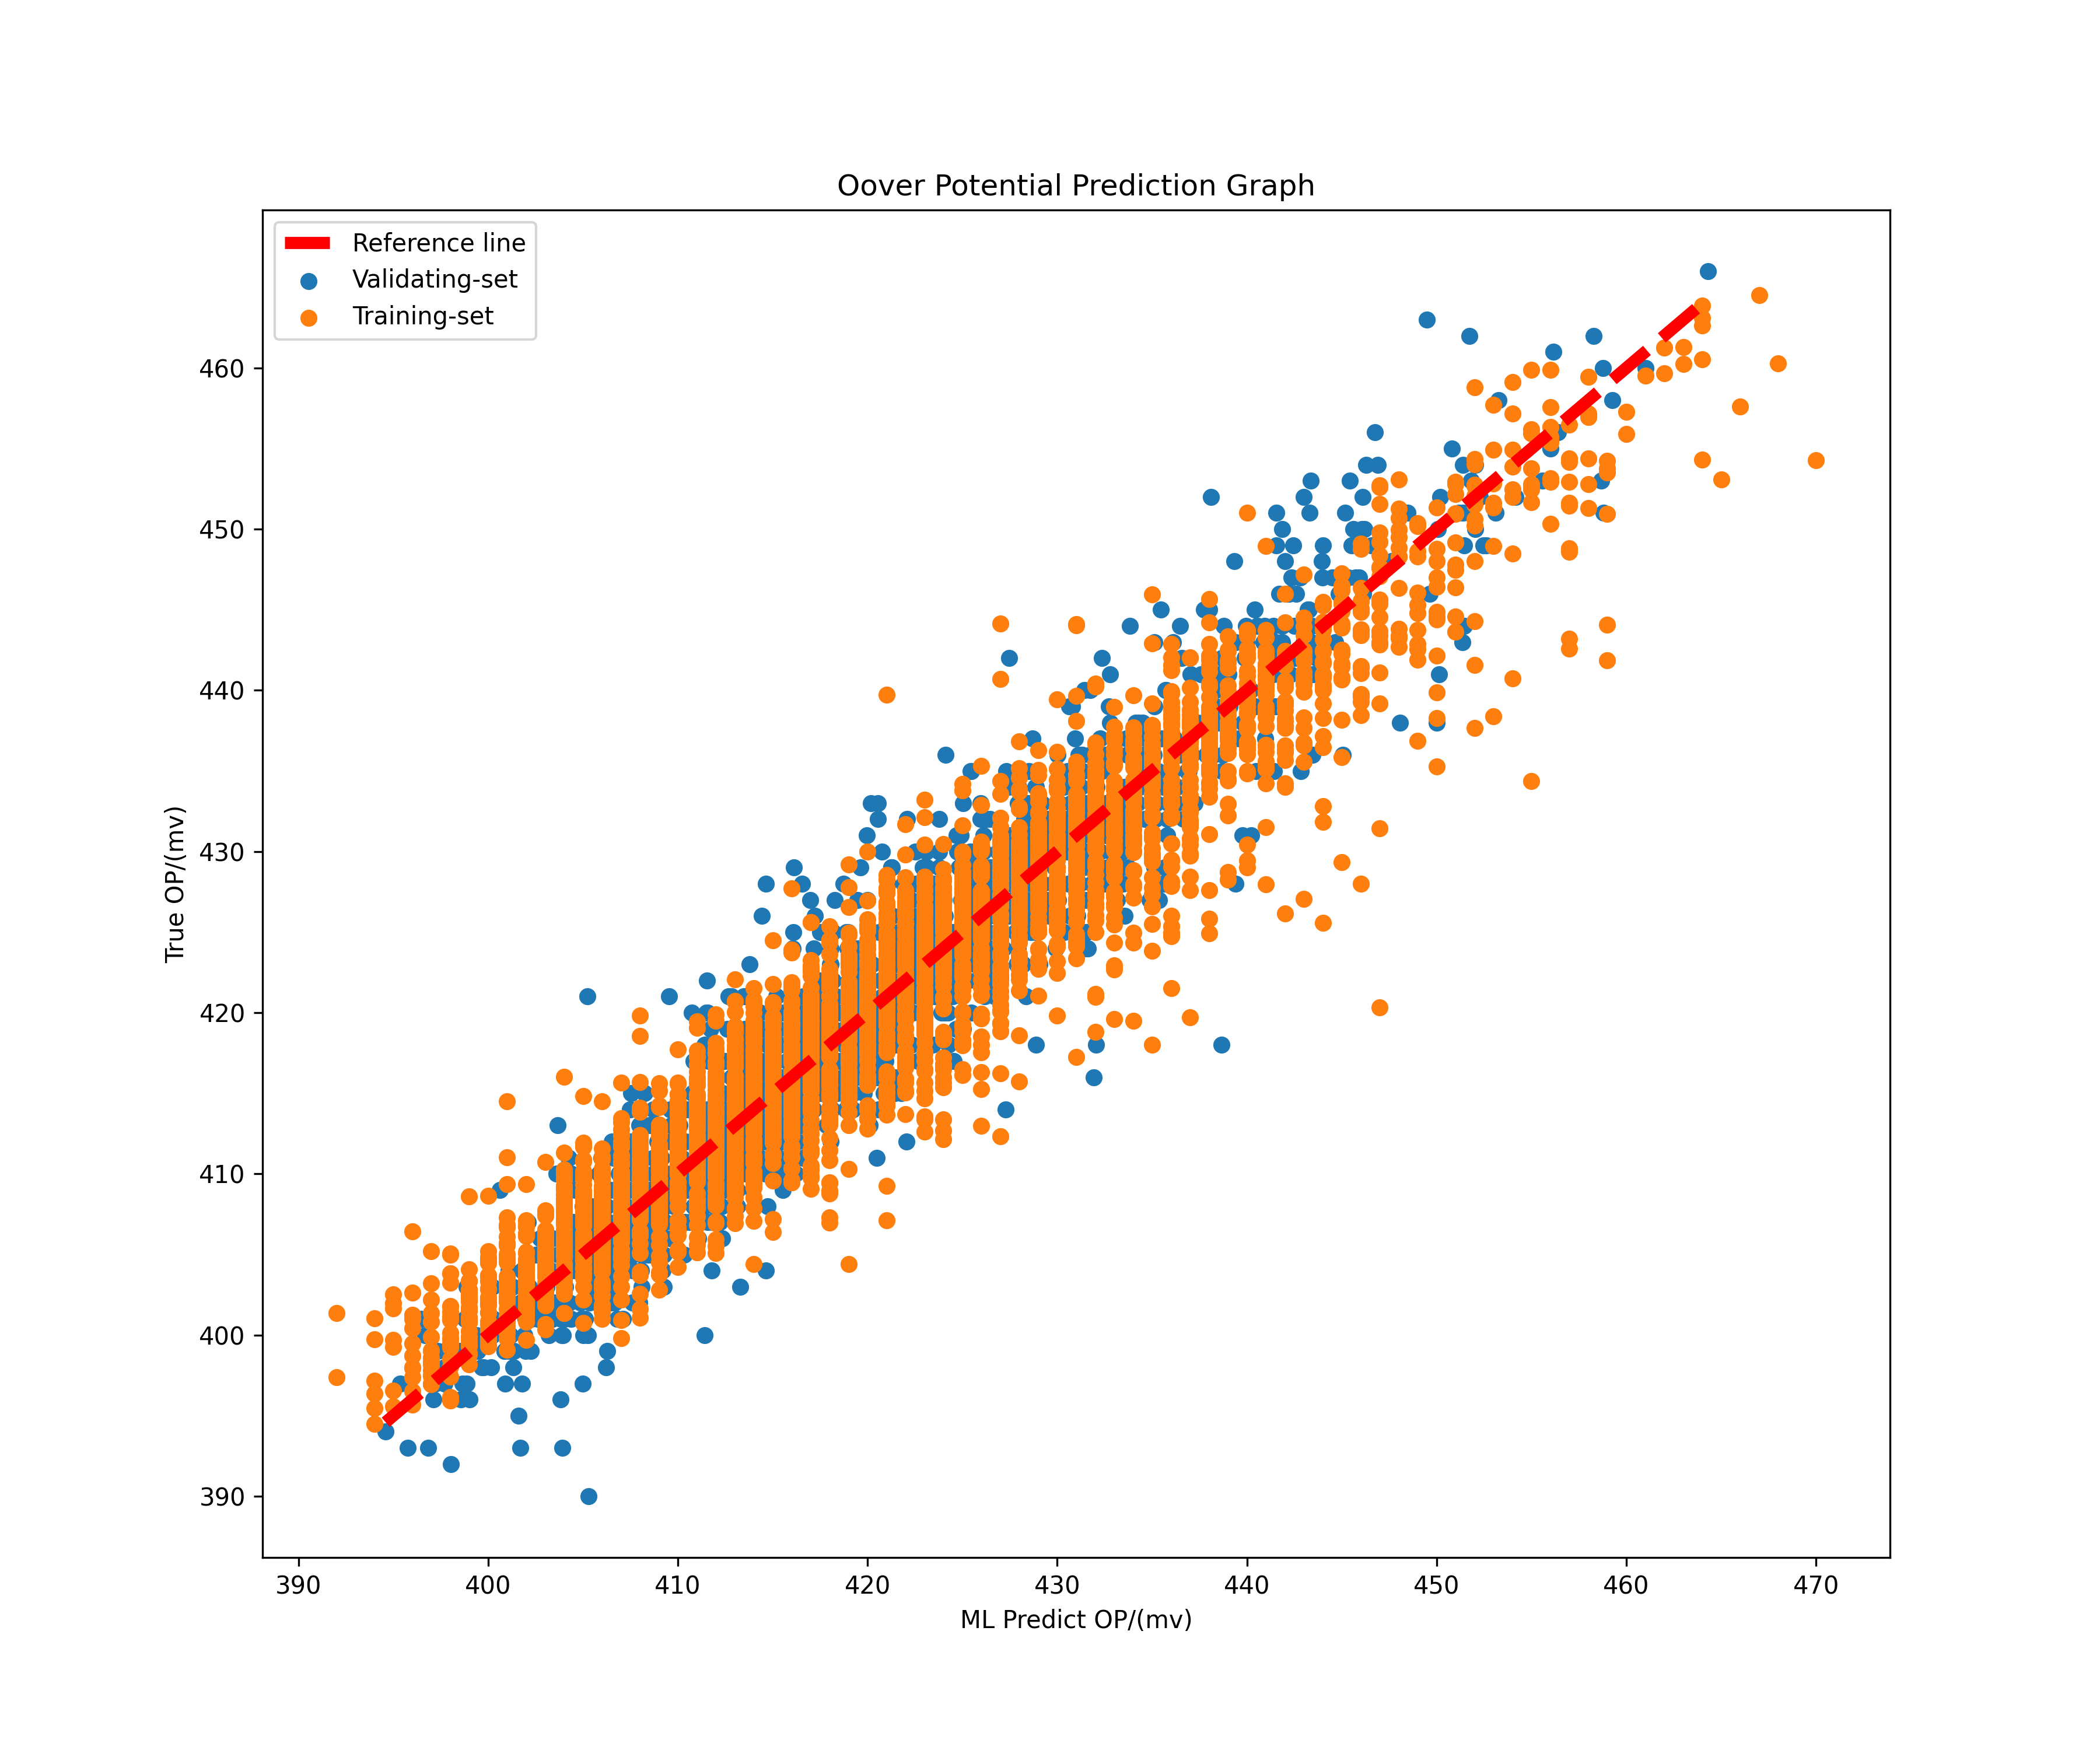 Oover Potential Prediction Graph
Reference line
Validating-set
Training-set
460
450
440
430
420
410
400
390
True OP/(mv)
390 400 410 420 430 440 450 460 470
ML Predict OP/(mv)